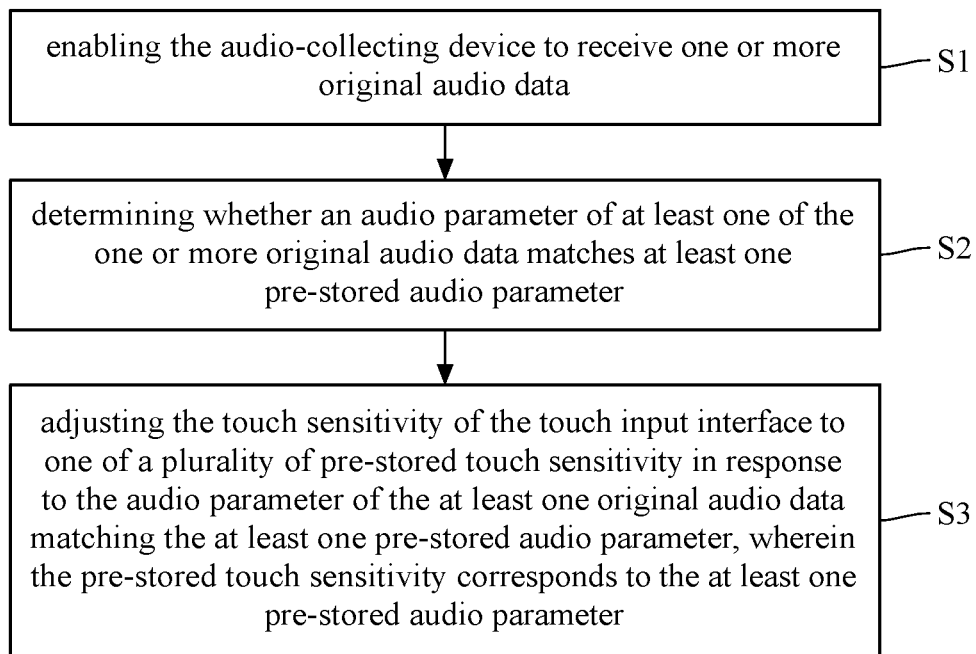 enabling the audio-collecting device to receive one or more
original audio data
S1
determining whether an audio parameter of at least one of the
one or more original audio data matches at least one
pre-stored audio parameter
S2
adjusting the touch sensitivity of the touch input interface to
one of a plurality of pre-stored touch sensitivity in response
to the audio parameter of the at least one original audio data
matching the at least one pre-stored audio parameter, wherein
the pre-stored touch sensitivity corresponds to the at least one
pre-stored audio parameter
S3